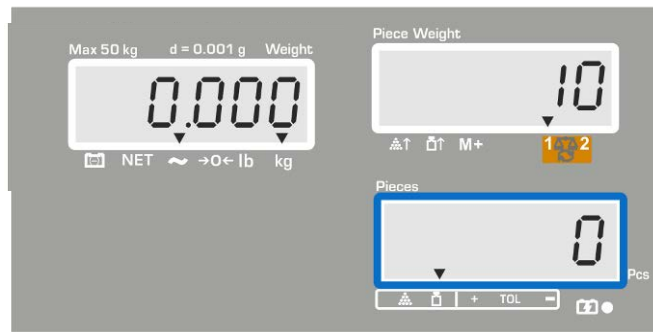 Max 50 kg d = 0.001 g Weight
0.000
NET →0← lb kg
Piece Weight
10
M+ 1 2
Pieces
0
Pcs
+ TOL -